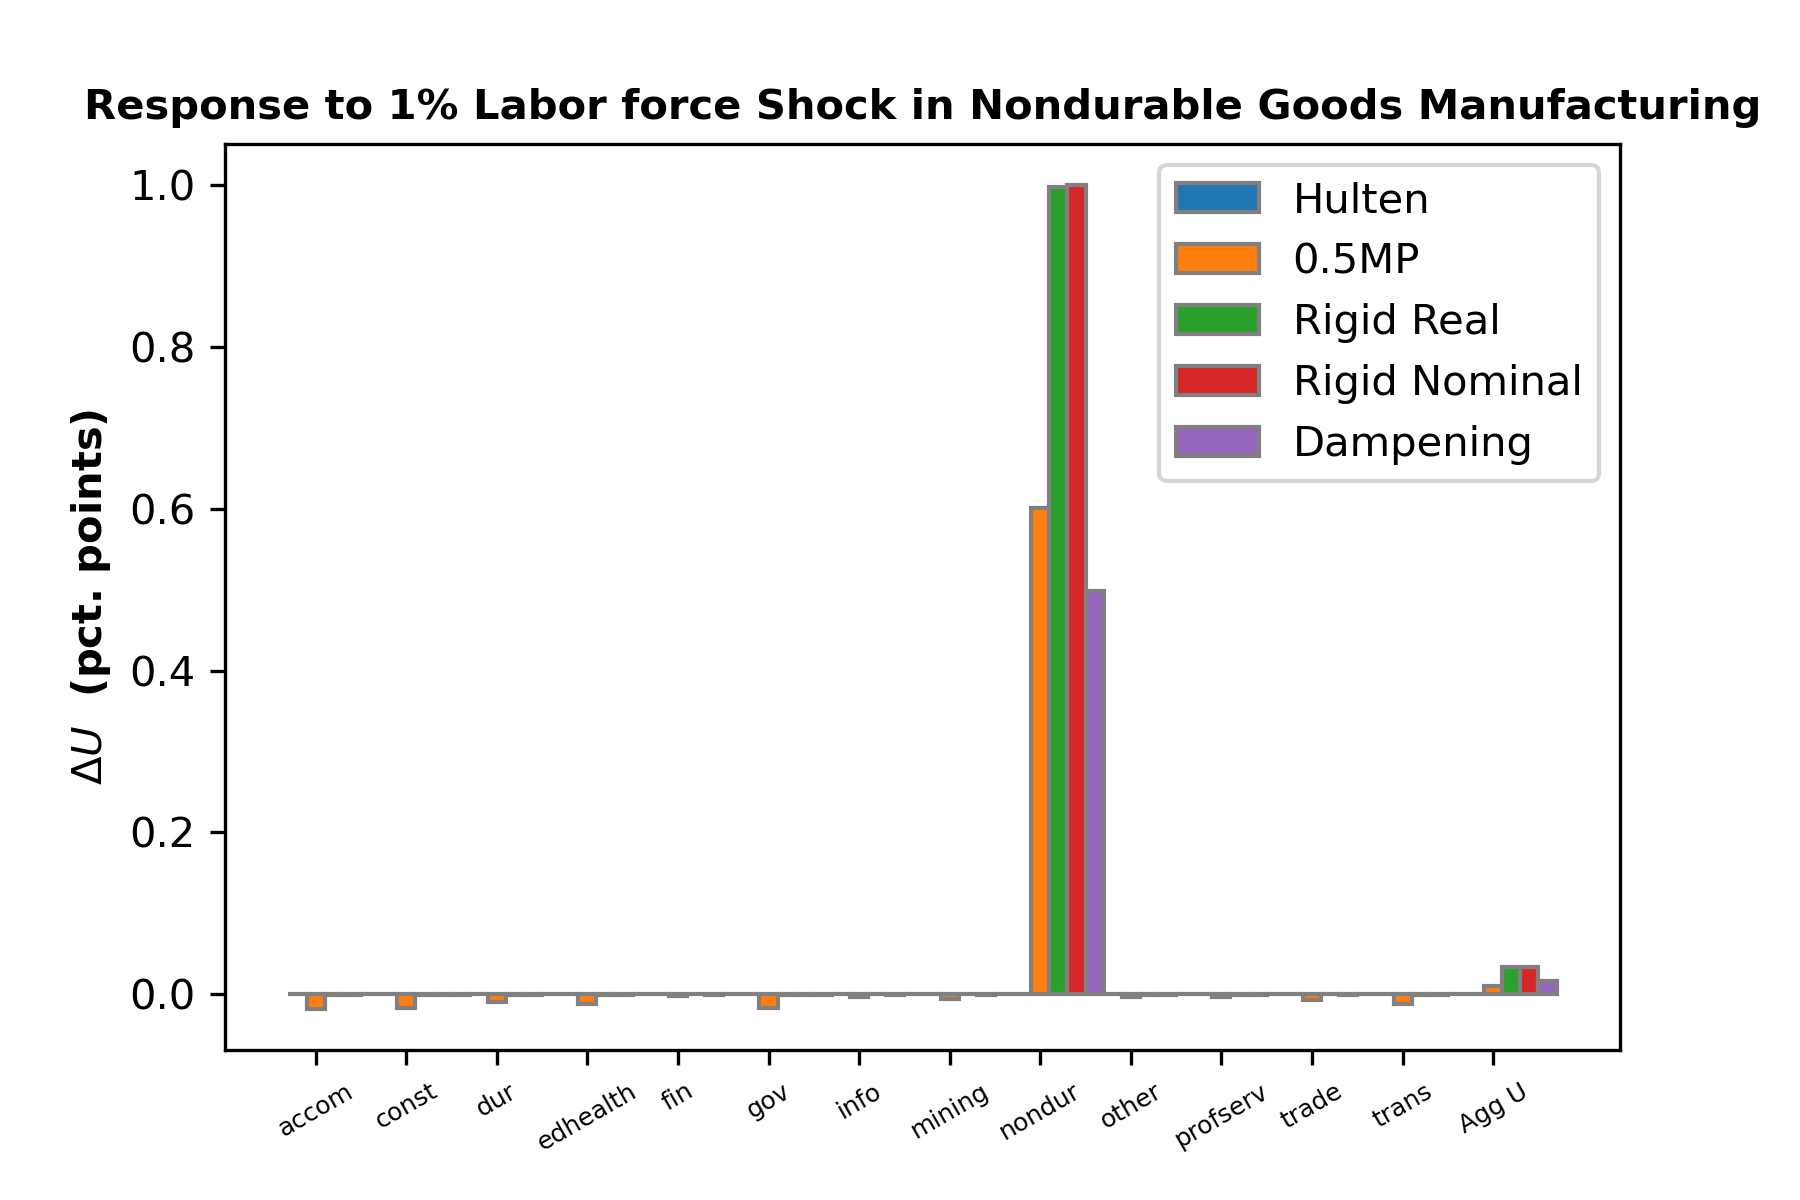 Response to 1% Labor force Shock in Nondurable Goods Manufacturing
ΔU (pct. points)
1.0
0.8
0.6
0.4
0.2
0.0
Hulten
0.5MP
Rigid Real
Rigid Nominal
Dampening
accom
const
dur
edhealth
fin
gov
info
mining
nondur
other
profserv
trade
trans
Agg U